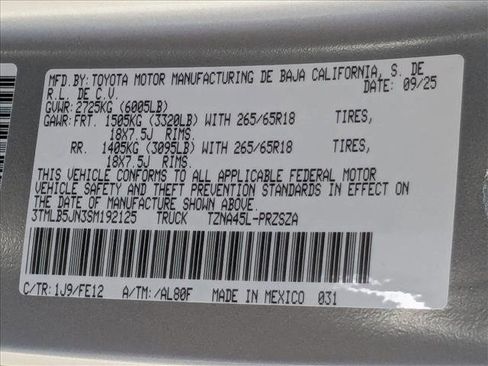 MFD.BY:TOYOTA MOTOR MANUFACTURING DE BAJA CALIFORNIA, S. DE
R.L. DE C.V. DATE: 09/25
GVWR: 2725KG (6005LB)
GAWR:FRT. 1505KG (3320LB) WITH 265/65R18 TIRES,
18X7.5J RIMS.
RR. 1405KG (3095LB) WITH 265/65R18 TIRES,
18X7.5J RIMS.
THIS VEHICLE CONFORMS TO ALL APPLICABLE FEDERAL MOTOR
VEHICLE SAFETY AND THEFT PREVENTION STANDARDS IN EFFECT ON
THE DATE OF MANUFACTURE SHOWN ABOVE.
3TMLB5JN3SM192125 TRUCK TZNA45L-PRZSZA
C/TR: 1J9/FE12 A/TM: /AL80F MADE IN MEXICO 031